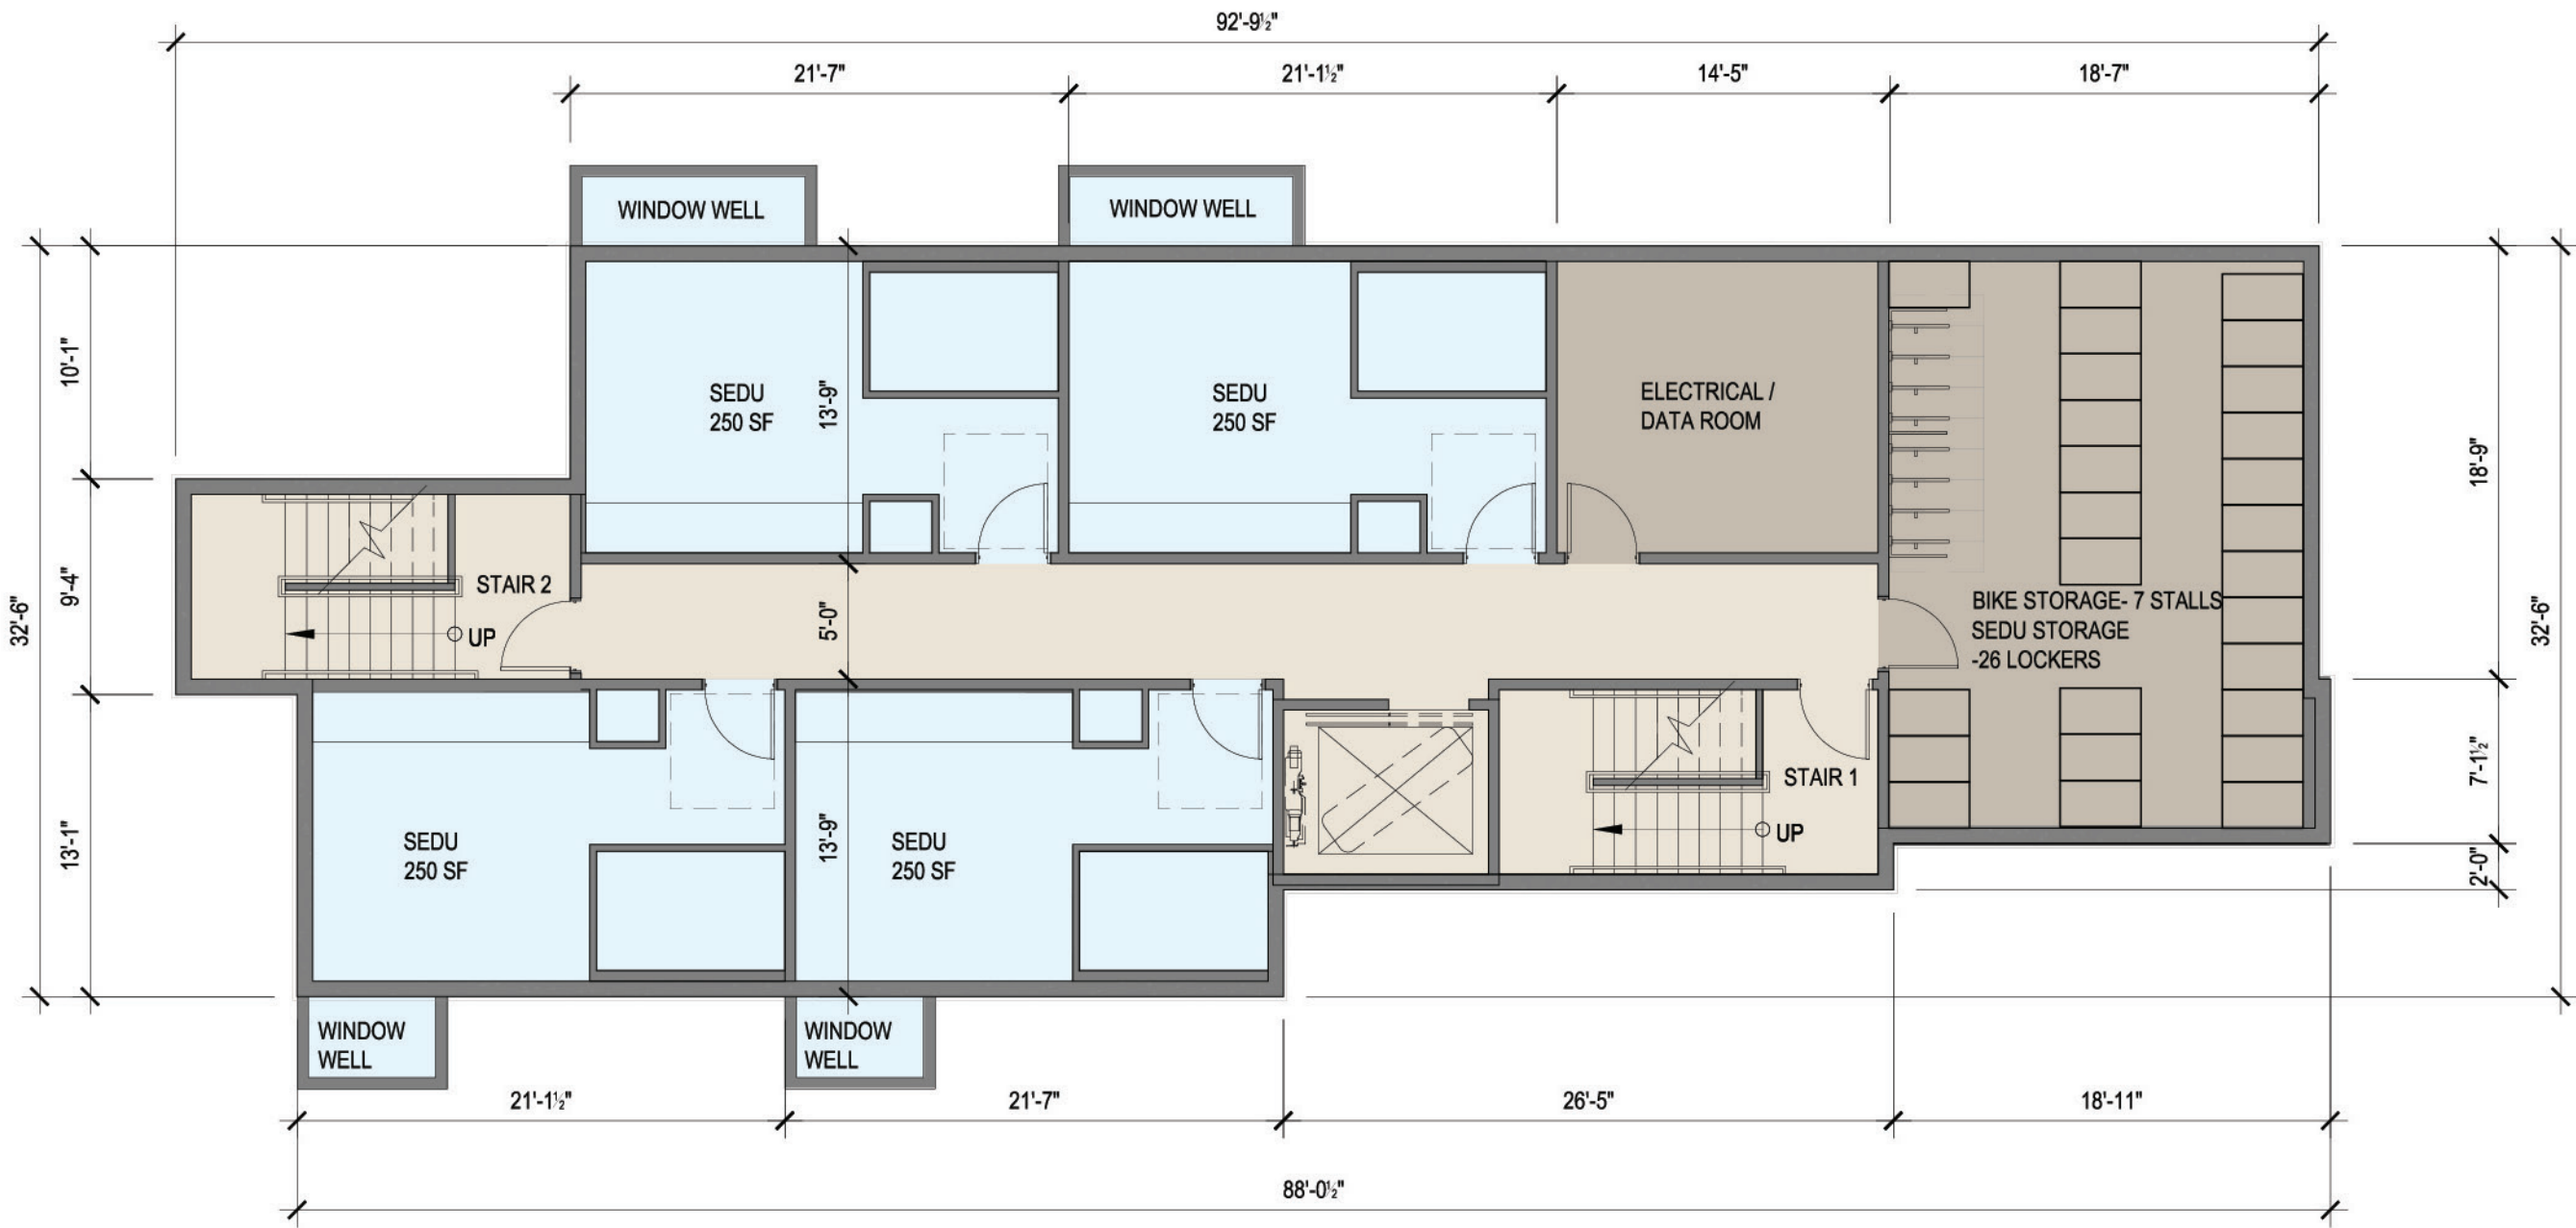 92'-9½"
21'-7"
21'-1½"
14'-5"
18'-7"
WINDOW WELL
WINDOW WELL
32'-6"
10'-1"
9'-4"
13'-1"
SEDU
250 SF
13'-9"
SEDU
250 SF
ELECTRICAL /
DATA ROOM
18'-9"
32'-6"
7'-1½"
2'-0"
STAIR 2
UP
5'-0"
BIKE STORAGE- 7 STALLS
SEDU STORAGE
-26 LOCKERS
SEDU
250 SF
13'-9"
SEDU
250 SF
STAIR 1
UP
WINDOW
WELL
WINDOW
WELL
21'-1½"
21'-7"
26'-5"
18'-11"
88'-0½"